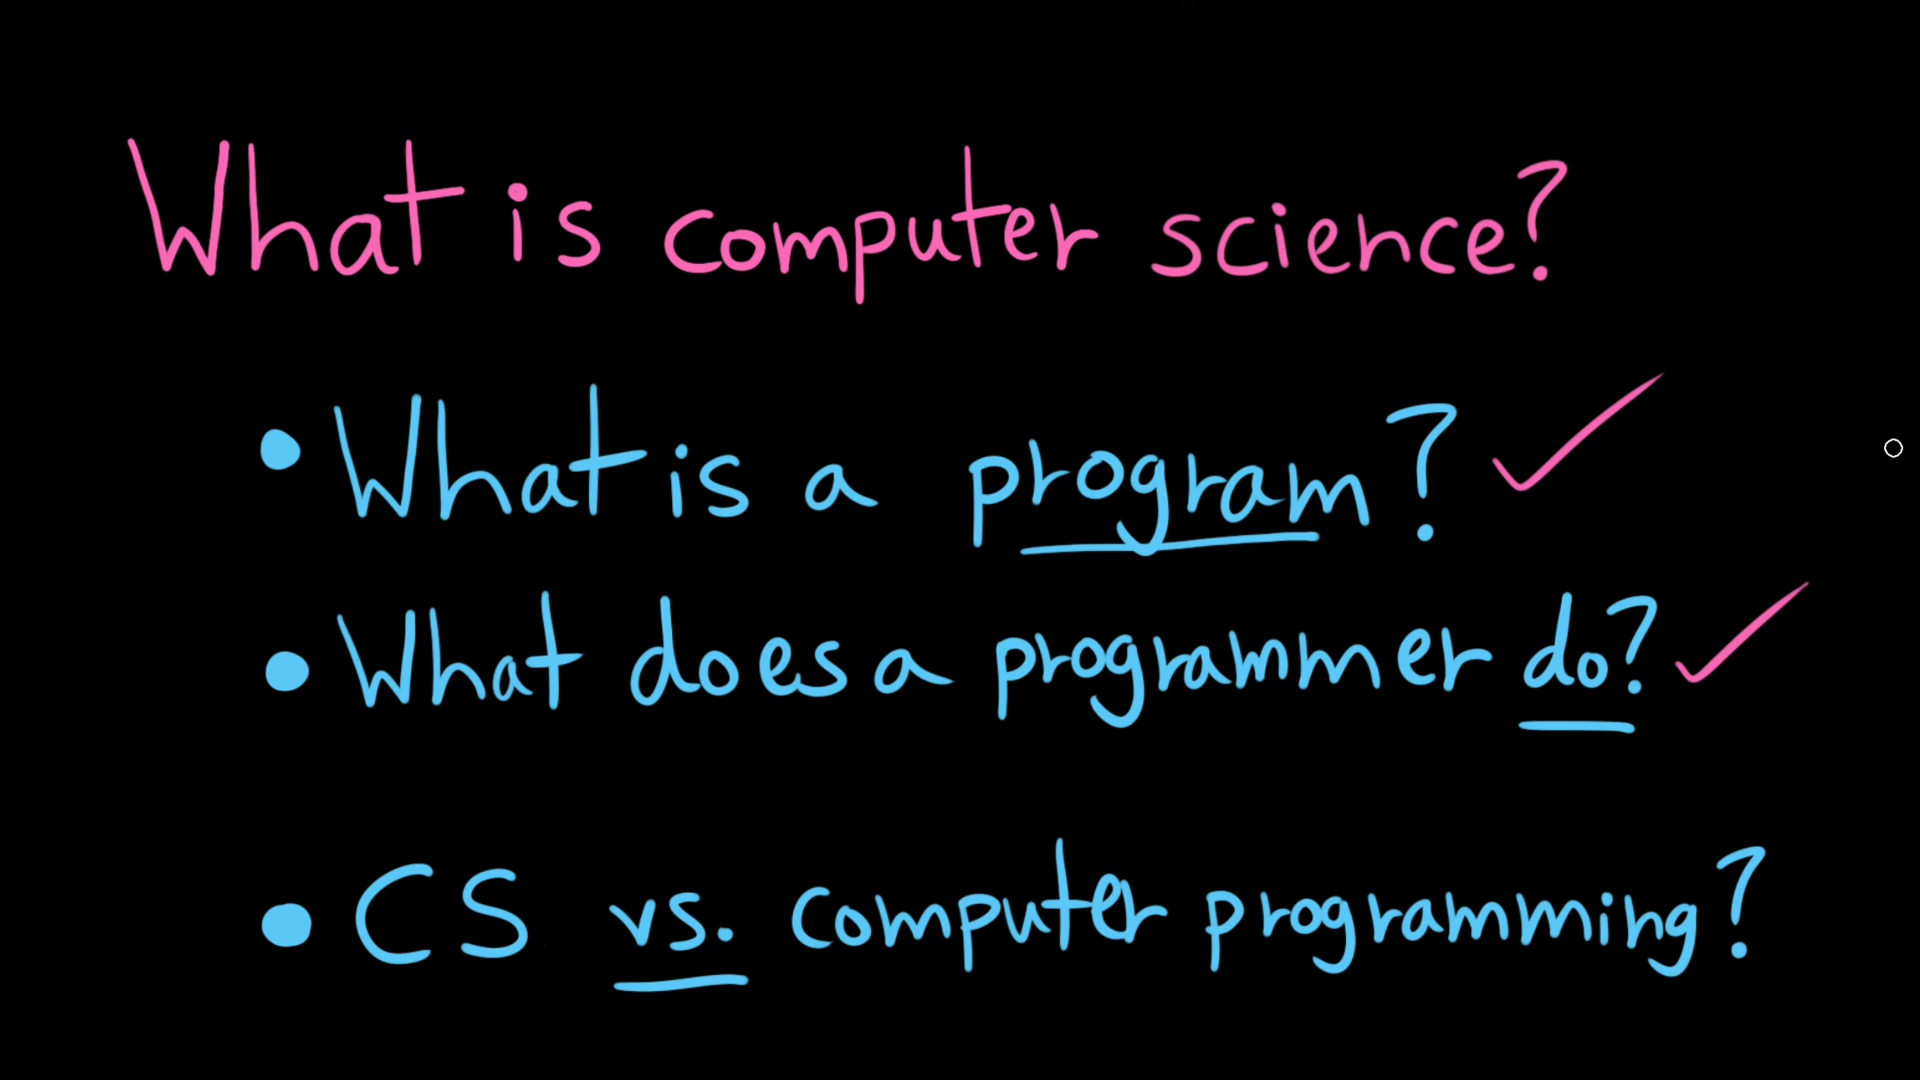 What is computer science?
• What is a program? ✓
• What does a programmer do? ✓
• CS vs. computer programming?